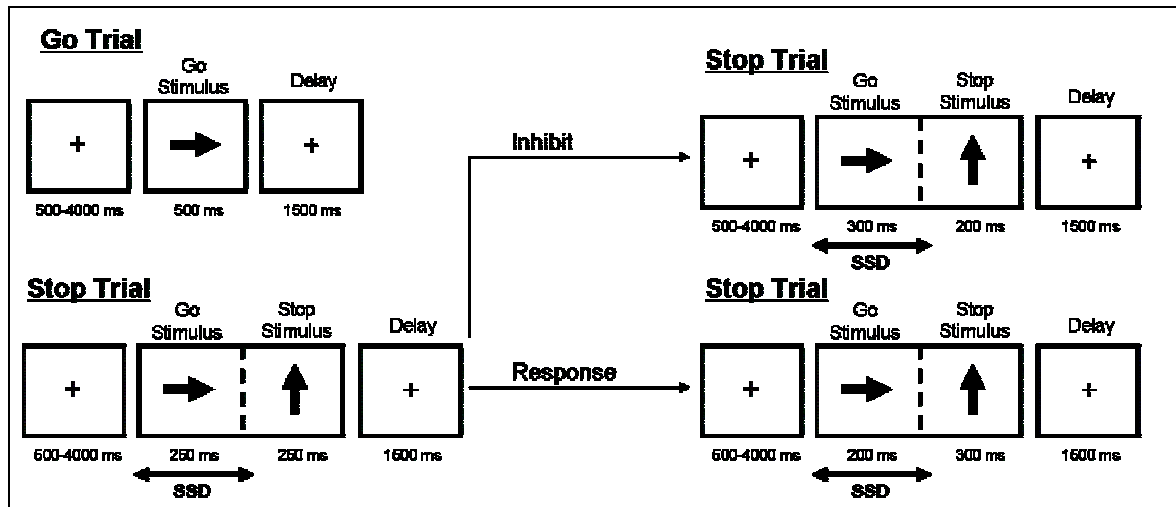 Go Trial
Go
Stimulus
Delay
+
+
500-4000 ms
500 ms
1500 ms
Stop Trial
Go
Stimulus
Stop
Stimulus
Delay
+
+
500-4000 ms
250 ms
250 ms
1500 ms
SSD
Inhibit
Response
Stop Trial
Go
Stimulus
Stop
Stimulus
Delay
+
+
500-4000 ms
300 ms
200 ms
1500 ms
SSD
Stop Trial
Go
Stimulus
Stop
Stimulus
Delay
+
+
500-4000 ms
200 ms
300 ms
1500 ms
SSD